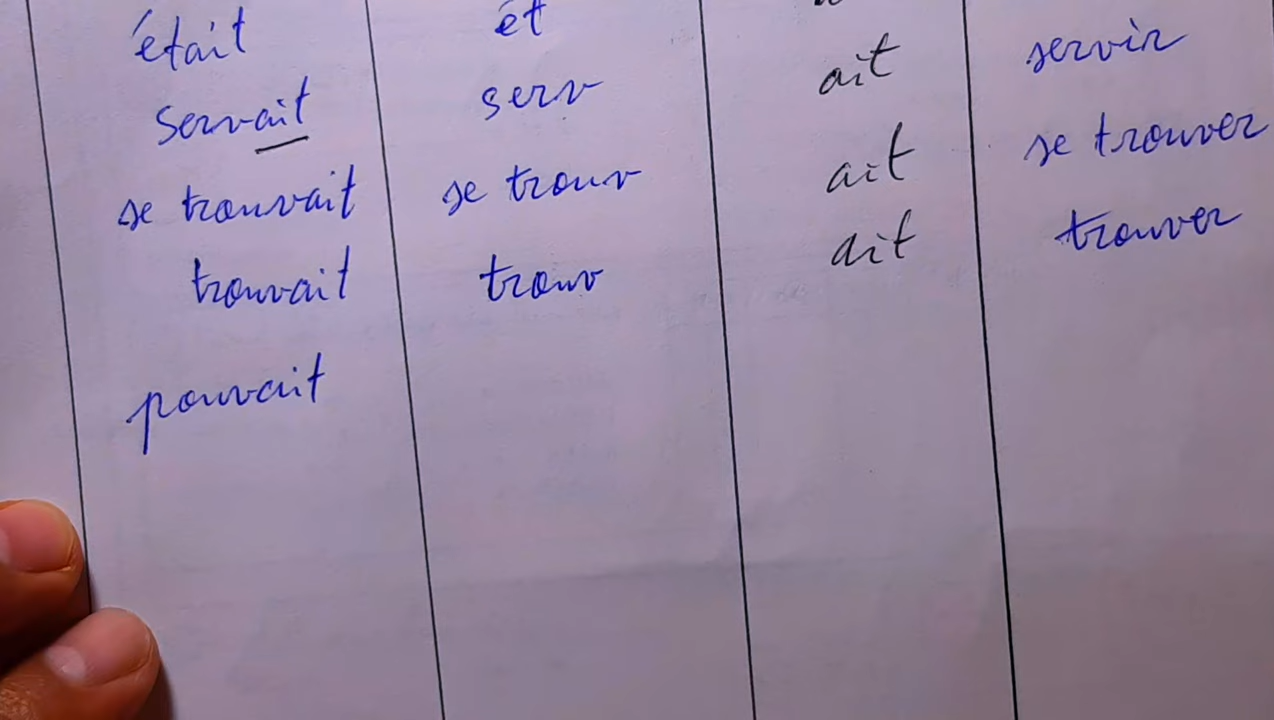 était ét
servait serv ait servir
se trouvait se trouv ait se trouver
trouvait trouv ait trouver
pouvait